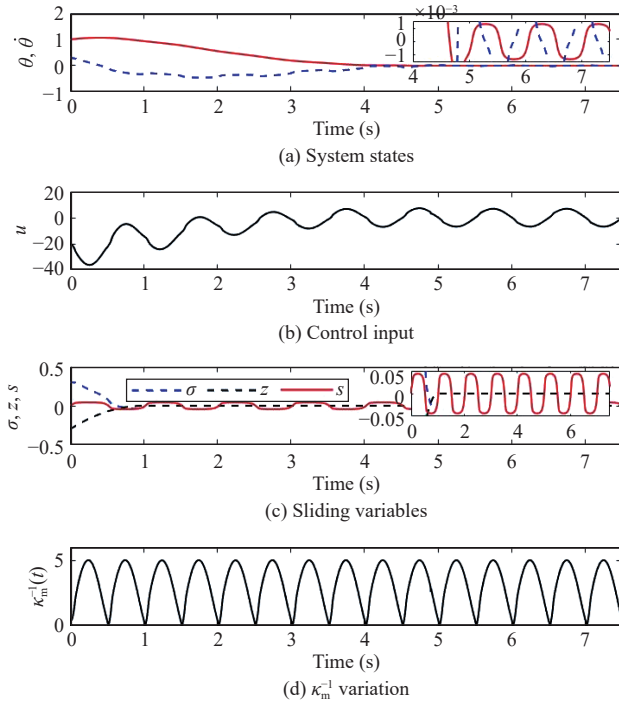 ×10⁻³
1
0
−1
4 5 6 7
1
0
−1
θ, θ̇
0 1 2 3 4 5 6 7
Time (s)
(a) System states
20
0
−20
−40
u
0 1 2 3 4 5 6 7
Time (s)
(b) Control input
0.5
0
−0.5
σ, z, s
σ z s
0.05
0
−0.05
0 2 4 6
0 1 2 3 4 5 6 7
Time (s)
(c) Sliding variables
5
0
κₘ⁻¹(t)
0 1 2 3 4 5 6 7
Time (s)
(d) κₘ⁻¹ variation